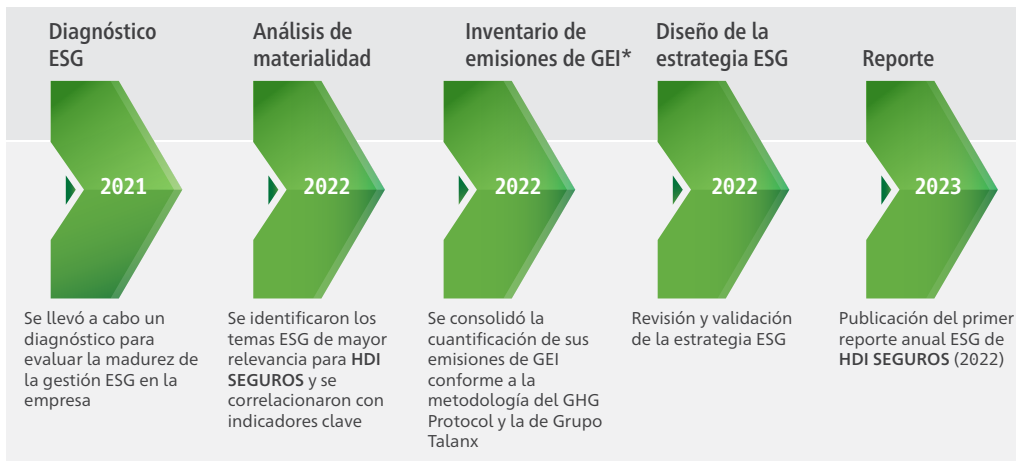 Diagnóstico
ESG
2021
Se llevó a cabo un
diagnóstico para
evaluar la madurez de
la gestión ESG en la
empresa
Análisis de
materialidad
2022
Se identificaron los
temas ESG de mayor
relevancia para HDI
SEGUROS y se
correlacionaron con
indicadores clave
Inventario de
emisiones de GEI*
2022
Se consolidó la
cuantificación de sus
emisiones de GEI
conforme a la
metodología del GHG
Protocol y la de Grupo
Talanx
Diseño de la
estrategia ESG
2022
Revisión y validación
de la estrategia ESG
Reporte
2023
Publicación del primer
reporte anual ESG de
HDI SEGUROS (2022)